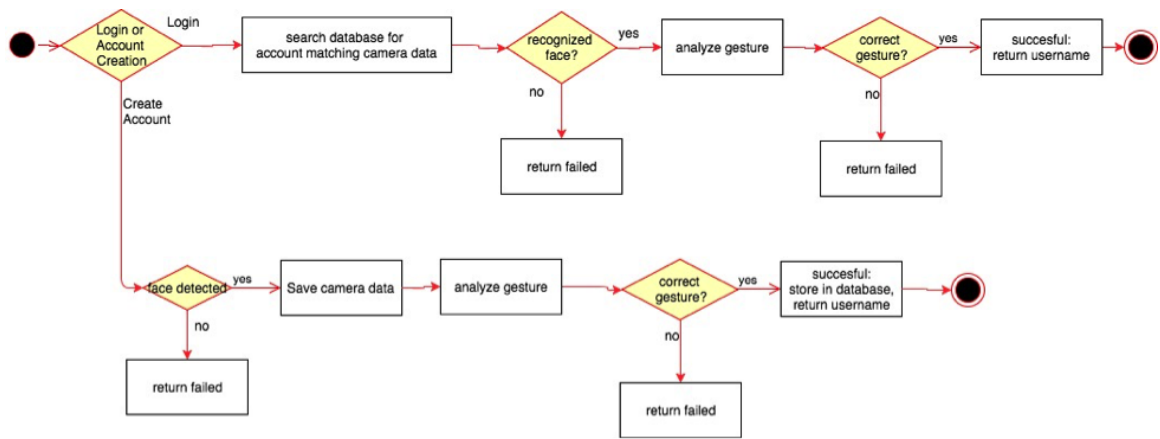 Login or
Account
Creation
Login
search database for
account matching camera data
recognized
face?
yes
analyze gesture
correct
gesture?
yes
succesful:
return username
no
return failed
no
return failed
Create
Account
face detected
yes
Save camera data
analyze gesture
correct
gesture?
yes
succesful:
store in database,
return username
no
return failed
no
return failed